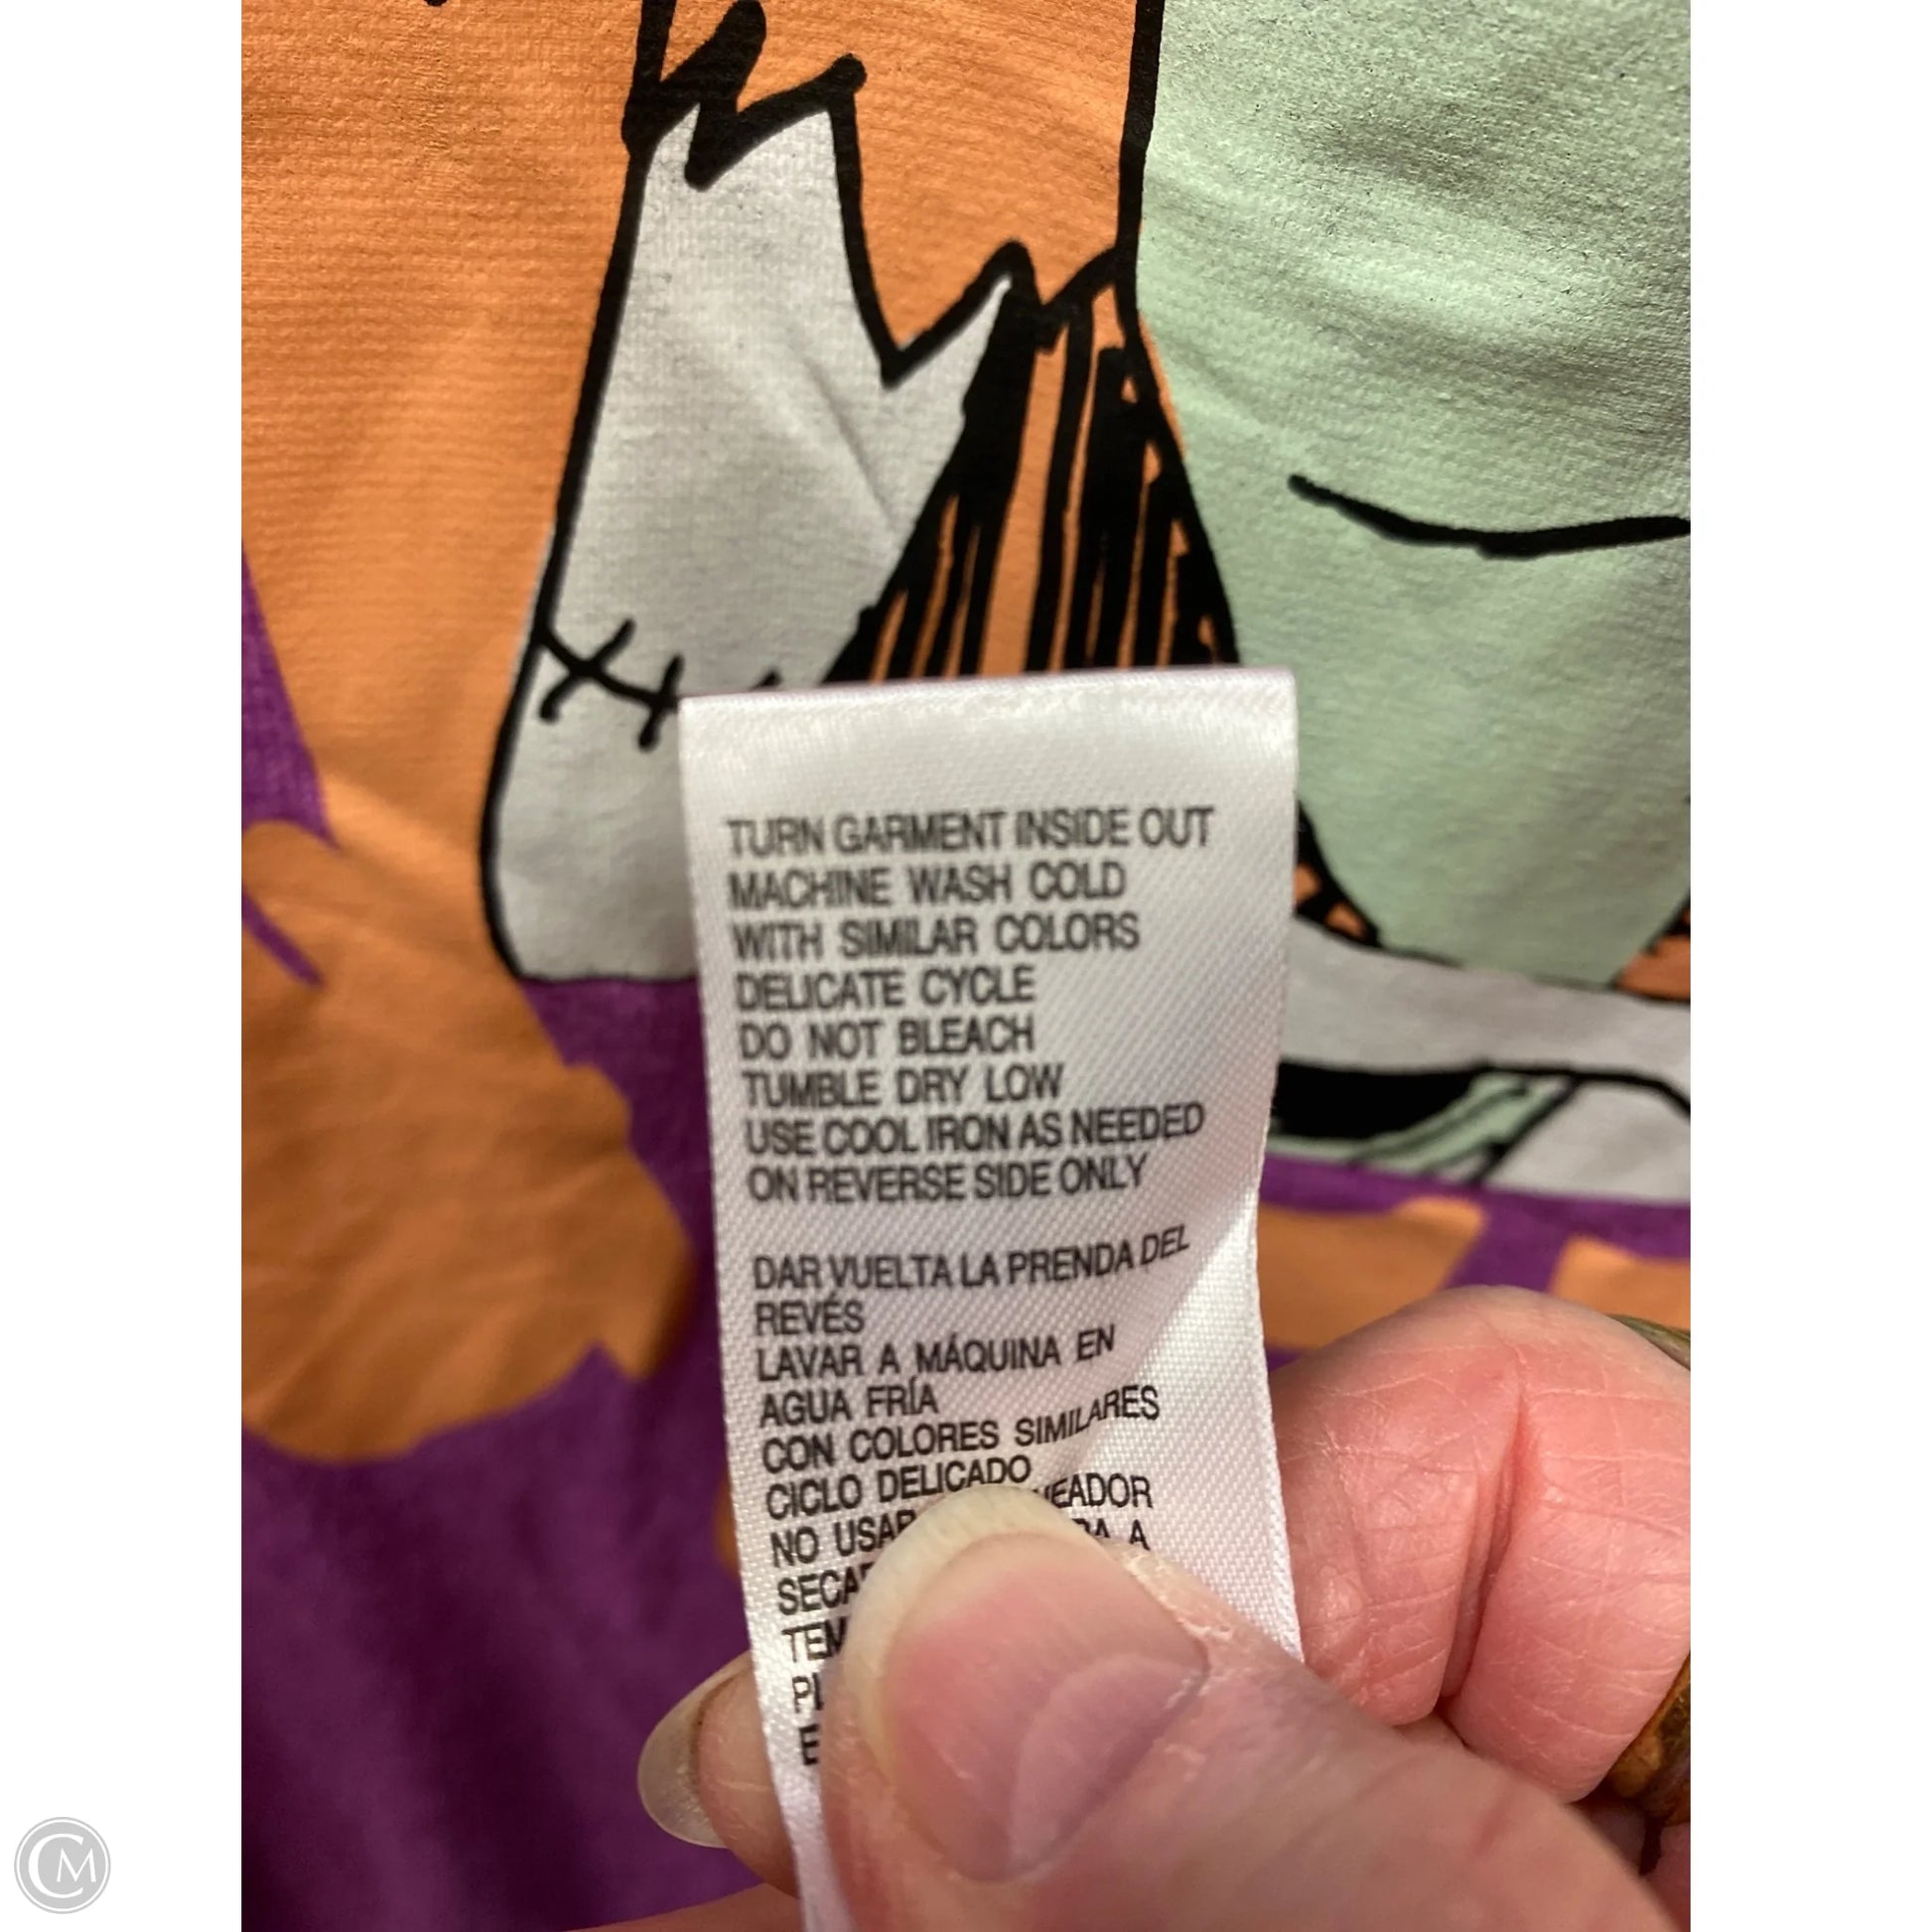 TURN GARMENT INSIDE OUT
MACHINE WASH COLD
WITH SIMILAR COLORS
DELICATE CYCLE
DO NOT BLEACH
TUMBLE DRY LOW
USE COOL IRON AS NEEDED
ON REVERSE SIDE ONLY
DAR VUELTA LA PRENDA DEL
REVÉS
LAVAR A MÁQUINA EN
AGUA FRÍA
CON COLORES SIMILARES
CICLO DELICADO
NO
A
CM